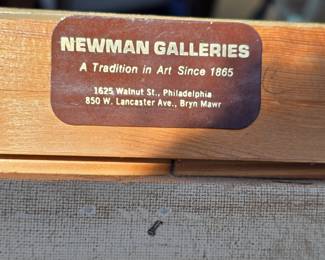 NEWMAN GALLERIES
A Tradition in Art Since 1865
1625 Walnut St., Philadelphia
850 W. Lancaster Ave., Bryn Mawr